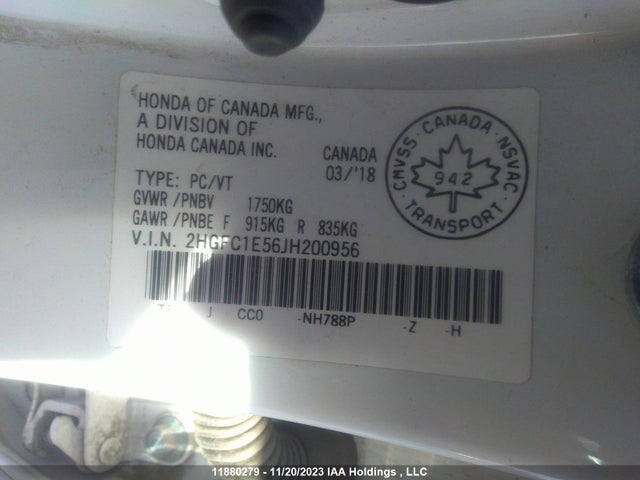 HONDA OF CANADA MFG.,
A DIVISION OF
HONDA CANADA INC.
CANADA
03/'18
TYPE: PC/VT
GVWR /PNBV 1750KG
GAWR /PNBE F 915KG R 835KG
V.I.N. 2HGFC1E56JH200956
J CC0 -NH788P -Z -H
CMVSS · CANADA · NSVAC
942
TRANSPORT
11880279 - 11/20/2023 IAA Holdings , LLC